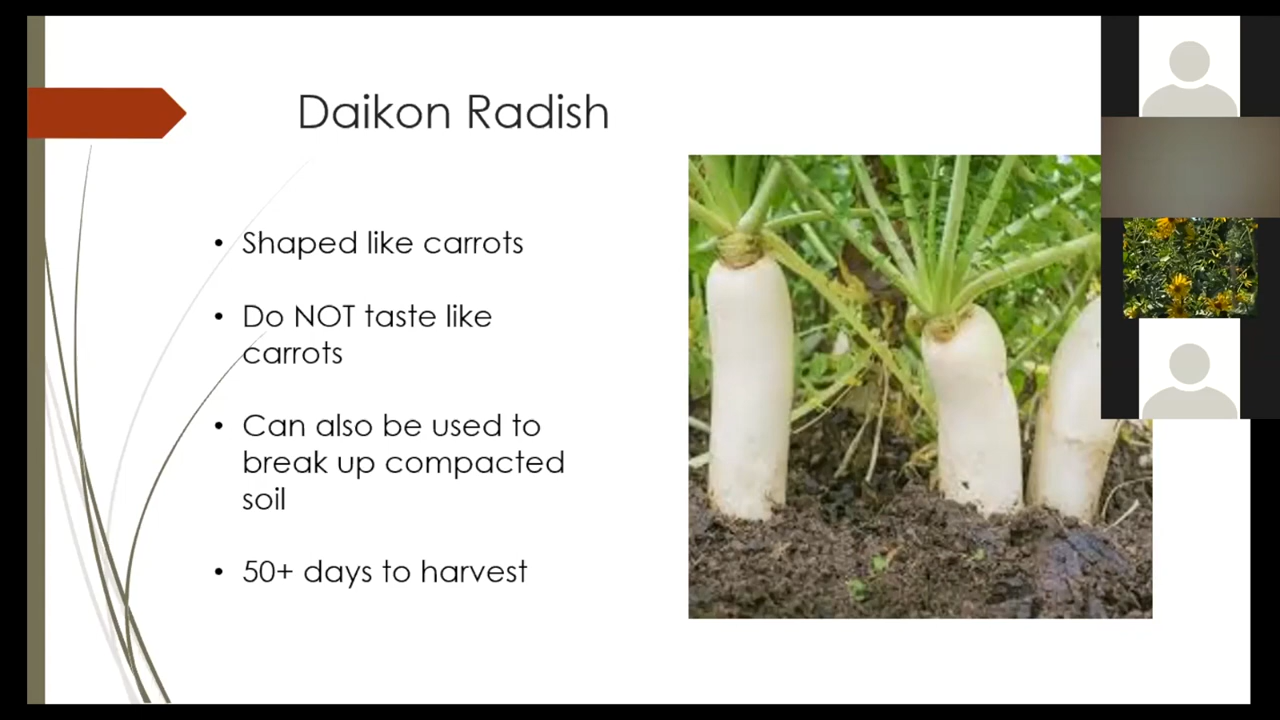 Daikon Radish
• Shaped like carrots
• Do NOT taste like
carrots
• Can also be used to
break up compacted
soil
• 50+ days to harvest